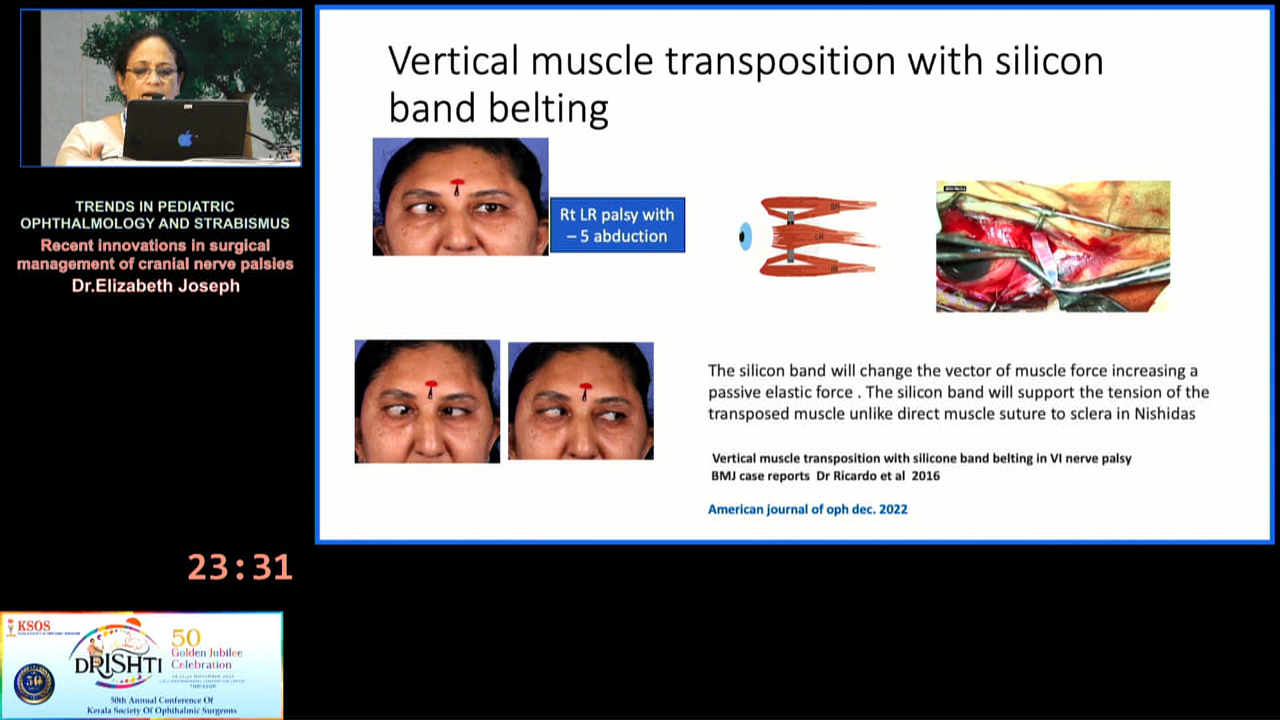 Vertical muscle transposition with silicon
band belting
Rt LR palsy with
– 5 abduction
SR
LR
IR
The silicon band will change the vector of muscle force increasing a
passive elastic force . The silicon band will support the tension of the
transposed muscle unlike direct muscle suture to sclera in Nishidas
Vertical muscle transposition with silicone band belting in VI nerve palsy
BMJ case reports Dr Ricardo et al 2016
American journal of oph dec. 2022
TRENDS IN PEDIATRIC
OPHTHALMOLOGY AND STRABISMUS
Recent innovations in surgical
management of cranial nerve palsies
Dr.Elizabeth Joseph
23:31
KSOS
50
Golden Jubilee
Celebration
DRISHTI
50
50th Annual Conference Of
Kerala Society Of Ophthalmic Surgeons